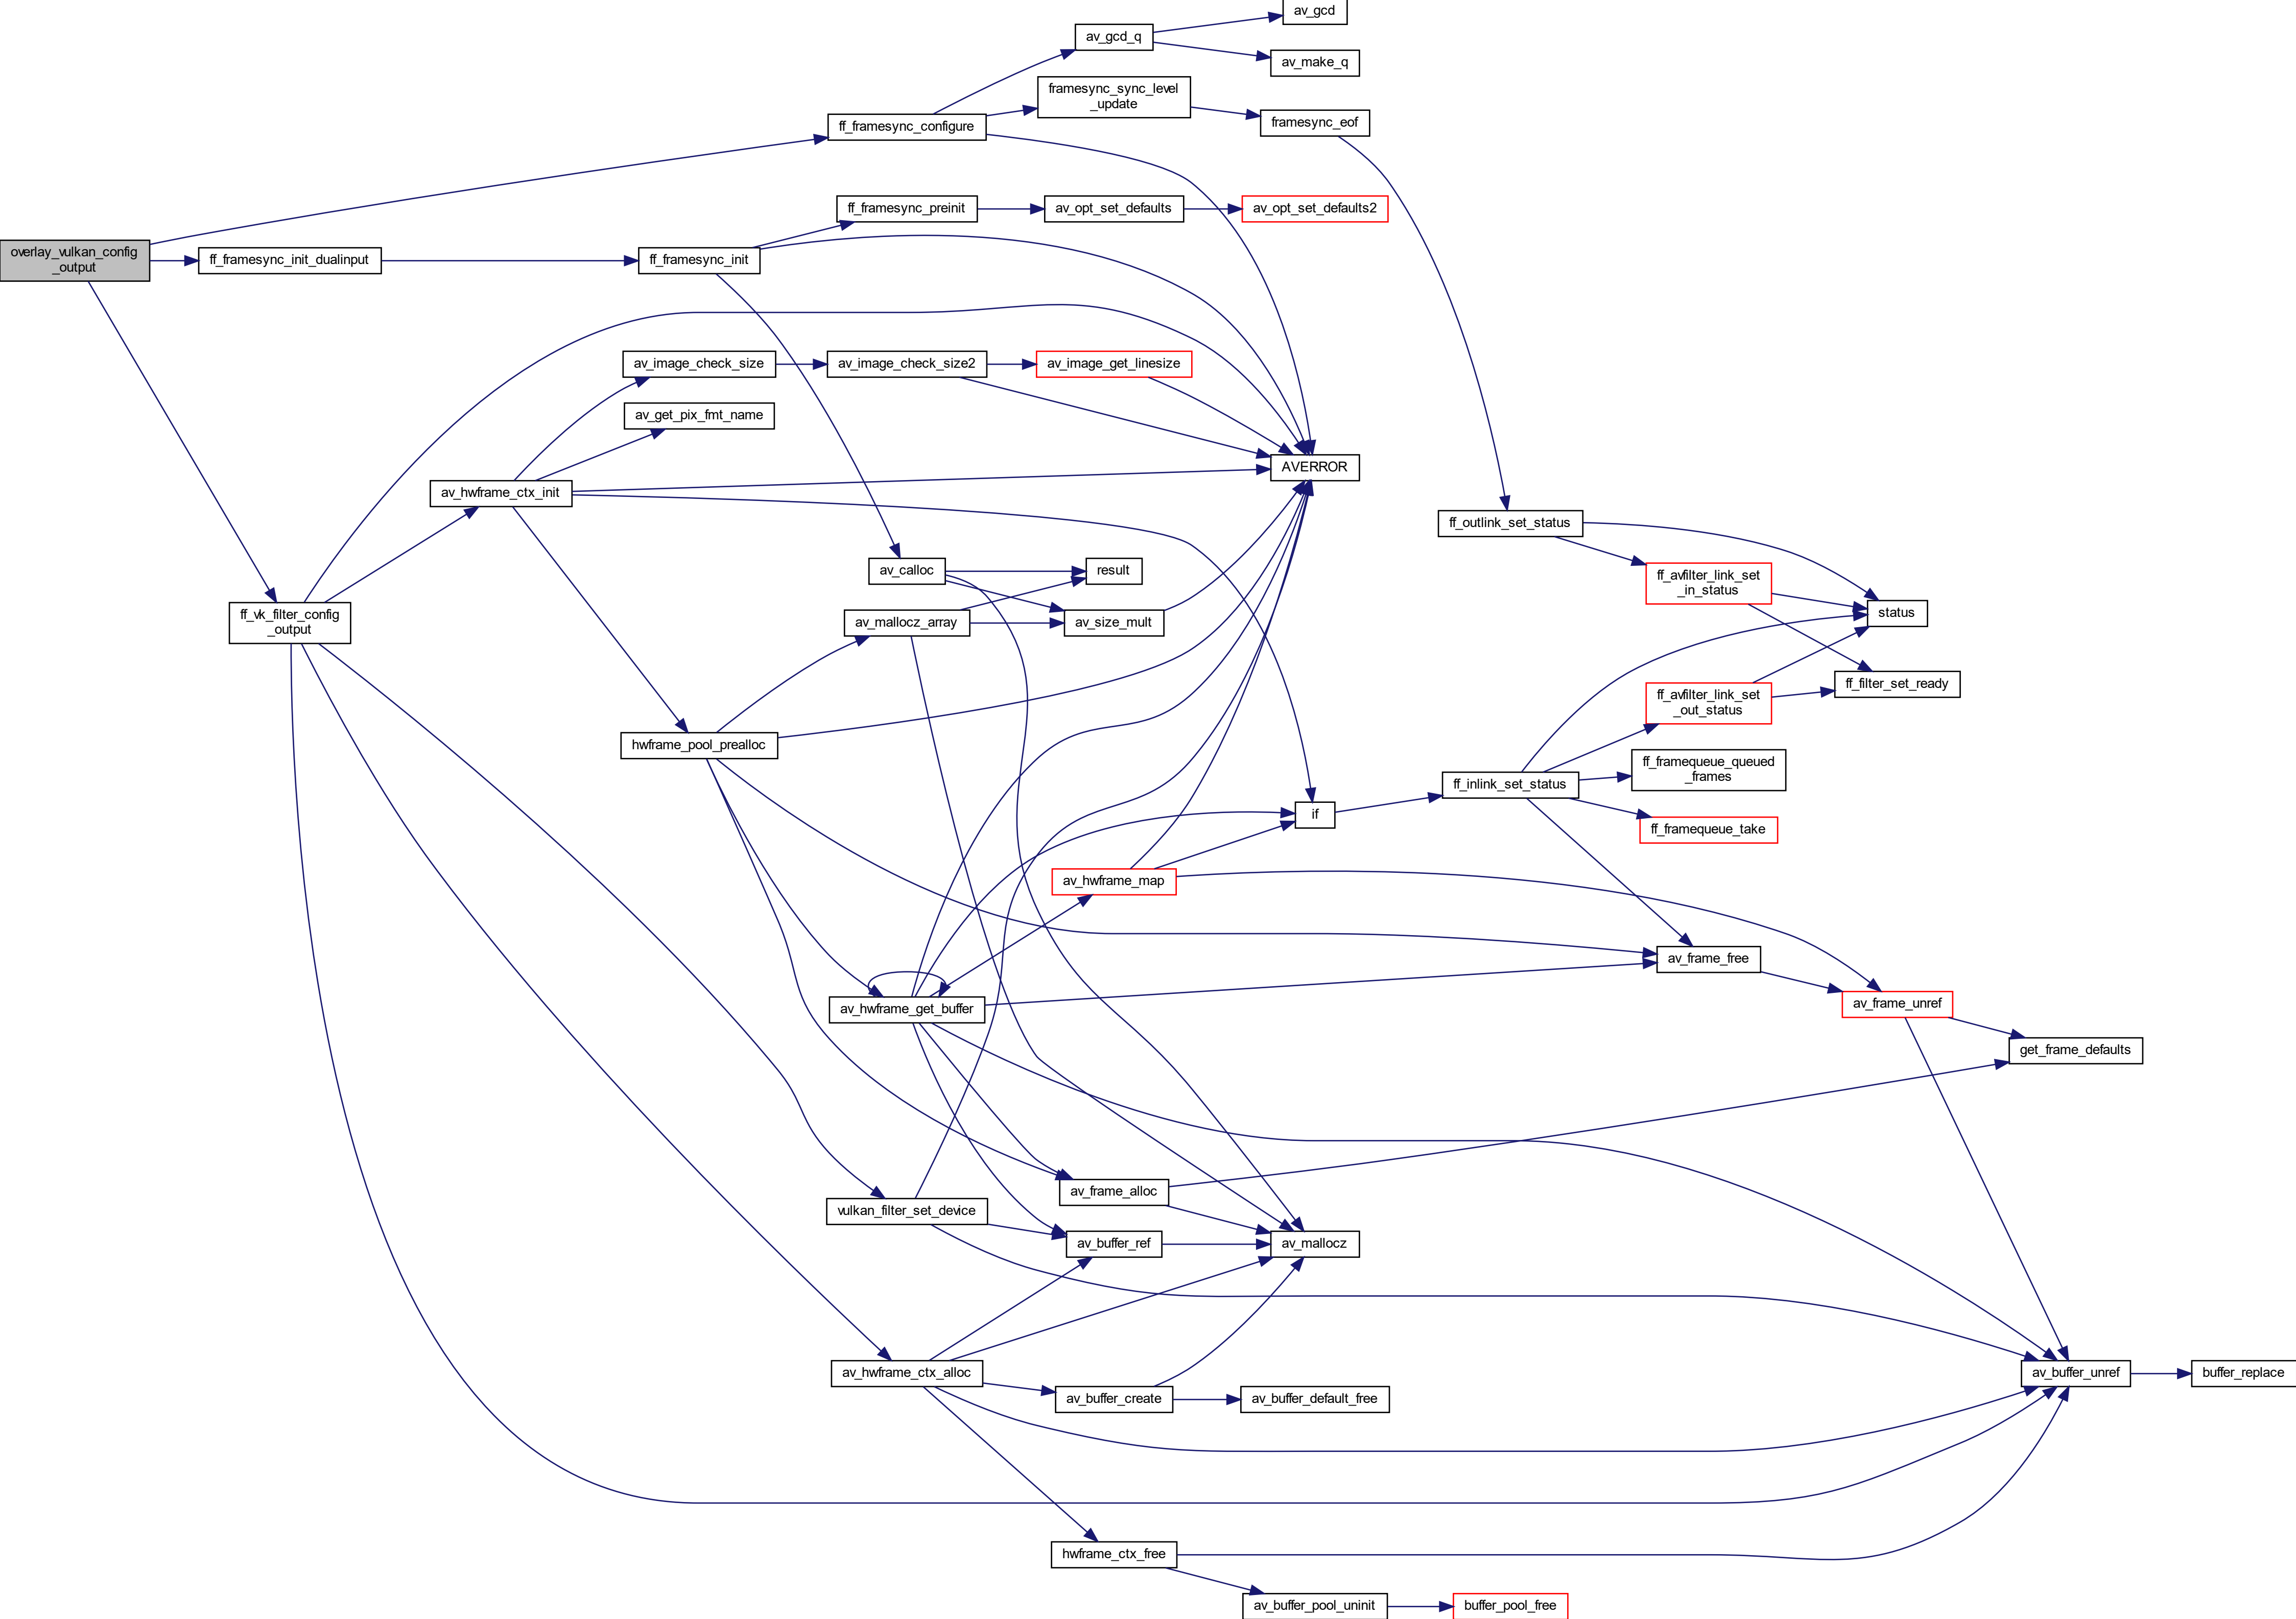 av_gcd
av_gcd_q
av_make_q
framesync_sync_level
_update
framesync_eof
ff_framesync_configure
ff_framesync_preinit
av_opt_set_defaults
av_opt_set_defaults2
overlay_vulkan_config
_output
ff_framesync_init_dualinput
ff_framesync_init
av_image_check_size
av_image_check_size2
av_image_get_linesize
av_get_pix_fmt_name
AVERROR
av_hwframe_ctx_init
ff_outlink_set_status
av_calloc
result
ff_avfilter_link_set
_in_status
status
ff_vk_filter_config
_output
av_mallocz_array
av_size_mult
ff_filter_set_ready
ff_avfilter_link_set
_out_status
hwframe_pool_prealloc
ff_framequeue_queued
_frames
ff_inlink_set_status
if
ff_framequeue_take
av_hwframe_map
av_frame_free
av_hwframe_get_buffer
av_frame_unref
get_frame_defaults
av_frame_alloc
vulkan_filter_set_device
av_buffer_ref
av_mallocz
av_hwframe_ctx_alloc
av_buffer_unref
buffer_replace
av_buffer_create
av_buffer_default_free
hwframe_ctx_free
av_buffer_pool_uninit
buffer_pool_free